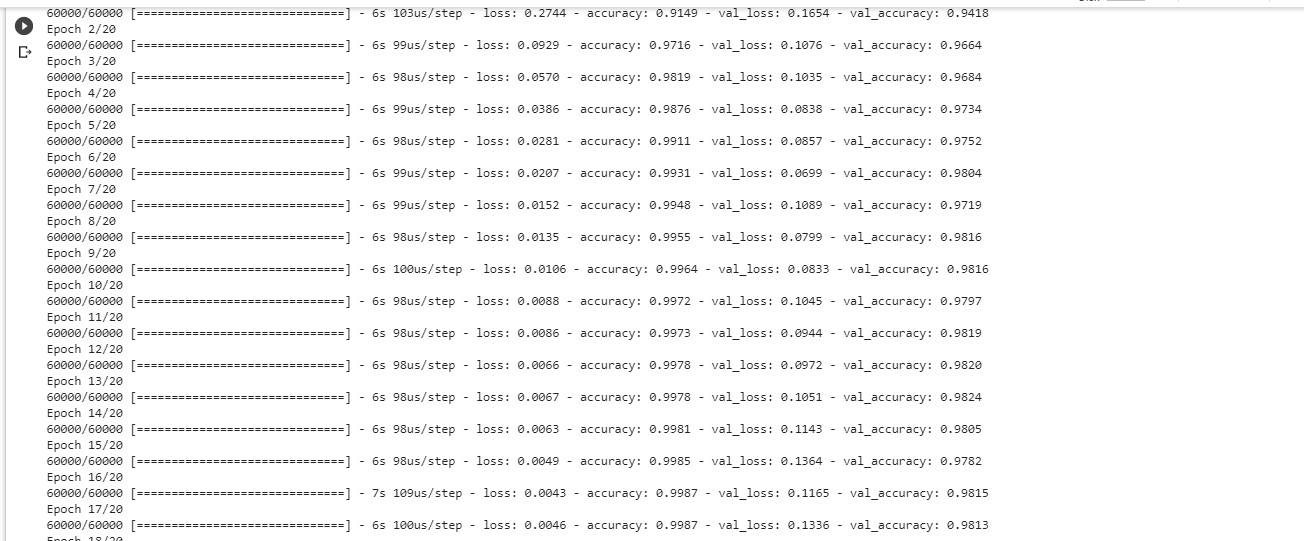 60000/60000 [==============================] - 6s 103us/step - loss: 0.2744 - accuracy: 0.9149 - val_loss: 0.1654 - val_accuracy: 0.9418
Epoch 2/20
60000/60000 [==============================] - 6s 99us/step - loss: 0.0929 - accuracy: 0.9716 - val_loss: 0.1076 - val_accuracy: 0.9664
Epoch 3/20
60000/60000 [==============================] - 6s 98us/step - loss: 0.0570 - accuracy: 0.9819 - val_loss: 0.1035 - val_accuracy: 0.9684
Epoch 4/20
60000/60000 [==============================] - 6s 99us/step - loss: 0.0386 - accuracy: 0.9876 - val_loss: 0.0838 - val_accuracy: 0.9734
Epoch 5/20
60000/60000 [==============================] - 6s 98us/step - loss: 0.0281 - accuracy: 0.9911 - val_loss: 0.0857 - val_accuracy: 0.9752
Epoch 6/20
60000/60000 [==============================] - 6s 99us/step - loss: 0.0207 - accuracy: 0.9931 - val_loss: 0.0699 - val_accuracy: 0.9804
Epoch 7/20
60000/60000 [==============================] - 6s 99us/step - loss: 0.0152 - accuracy: 0.9948 - val_loss: 0.1089 - val_accuracy: 0.9719
Epoch 8/20
60000/60000 [==============================] - 6s 98us/step - loss: 0.0135 - accuracy: 0.9955 - val_loss: 0.0799 - val_accuracy: 0.9816
Epoch 9/20
60000/60000 [==============================] - 6s 100us/step - loss: 0.0106 - accuracy: 0.9964 - val_loss: 0.0833 - val_accuracy: 0.9816
Epoch 10/20
60000/60000 [==============================] - 6s 98us/step - loss: 0.0088 - accuracy: 0.9972 - val_loss: 0.1045 - val_accuracy: 0.9797
Epoch 11/20
60000/60000 [==============================] - 6s 98us/step - loss: 0.0086 - accuracy: 0.9973 - val_loss: 0.0944 - val_accuracy: 0.9819
Epoch 12/20
60000/60000 [==============================] - 6s 98us/step - loss: 0.0066 - accuracy: 0.9978 - val_loss: 0.0972 - val_accuracy: 0.9820
Epoch 13/20
60000/60000 [==============================] - 6s 98us/step - loss: 0.0067 - accuracy: 0.9978 - val_loss: 0.1051 - val_accuracy: 0.9824
Epoch 14/20
60000/60000 [==============================] - 6s 98us/step - loss: 0.0063 - accuracy: 0.9981 - val_loss: 0.1143 - val_accuracy: 0.9805
Epoch 15/20
60000/60000 [==============================] - 6s 98us/step - loss: 0.0049 - accuracy: 0.9985 - val_loss: 0.1364 - val_accuracy: 0.9782
Epoch 16/20
60000/60000 [==============================] - 7s 109us/step - loss: 0.0043 - accuracy: 0.9987 - val_loss: 0.1165 - val_accuracy: 0.9815
Epoch 17/20
60000/60000 [==============================] - 6s 100us/step - loss: 0.0046 - accuracy: 0.9987 - val_loss: 0.1336 - val_accuracy: 0.9813
Epoch 18/20